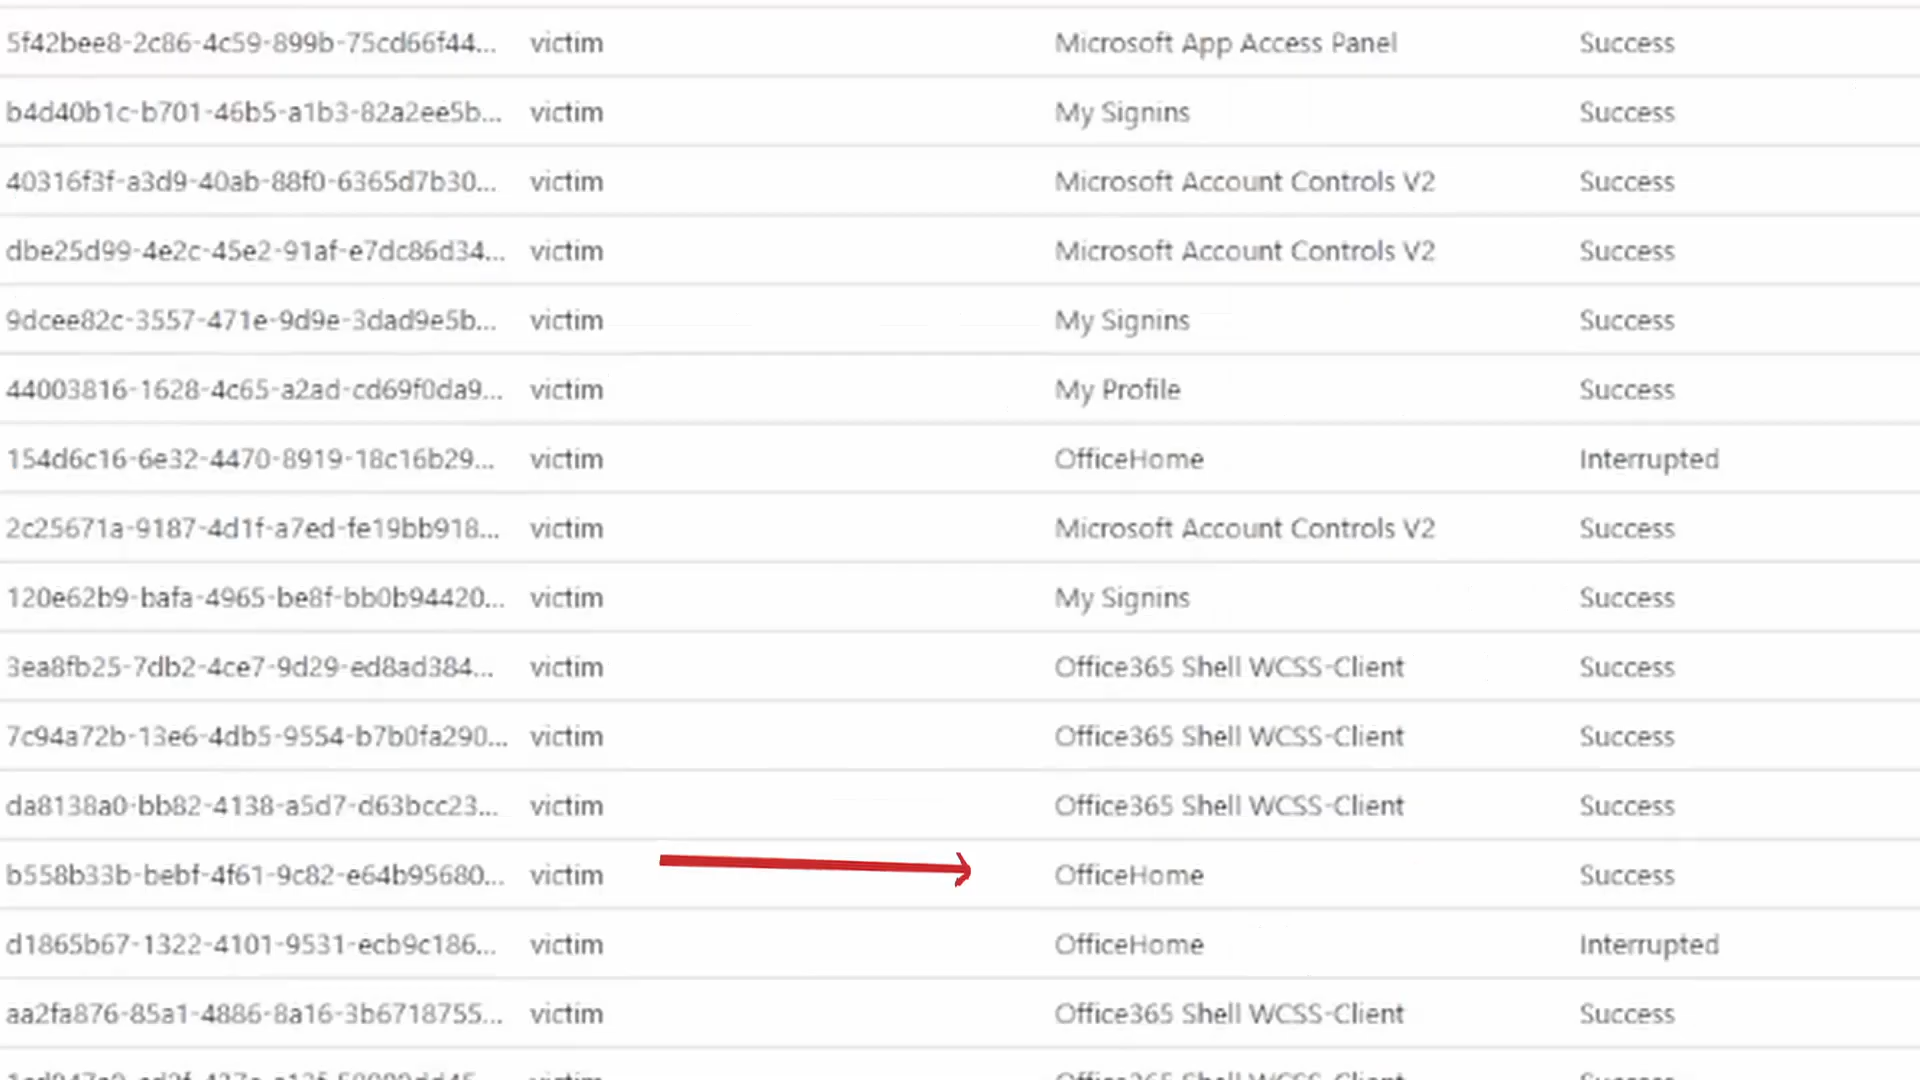 5f42bee8-2c86-4c59-899b-75cd66f44... victim Microsoft App Access Panel Success
b4d40b1c-b701-46b5-a1b3-82a2ee5b... victim My Signins Success
40316f3f-a3d9-40ab-88f0-6365d7b30... victim Microsoft Account Controls V2 Success
dbe25d99-4e2c-45e2-91af-e7dc86d34... victim Microsoft Account Controls V2 Success
9dcee82c-3557-471e-9d9e-3dad9e5b... victim My Signins Success
44003816-1628-4c65-a2ad-cd69f0da9... victim My Profile Success
154d6c16-6e32-4470-8919-18c16b29... victim OfficeHome Interrupted
2c25671a-9187-4d1f-a7ed-fe19bb918... victim Microsoft Account Controls V2 Success
120e62b9-bafa-4965-be8f-bb0b94420... victim My Signins Success
3ea8fb25-7db2-4ce7-9d29-ed8ad384... victim Office365 Shell WCSS-Client Success
7c94a72b-13e6-4db5-9554-b7b0fa290... victim Office365 Shell WCSS-Client Success
da8138a0-bb82-4138-a5d7-d63bcc23... victim Office365 Shell WCSS-Client Success
b558b33b-bebf-4f61-9c82-e64b95680... victim OfficeHome Success
d1865b67-1322-4101-9531-ecb9c186... victim OfficeHome Interrupted
aa2fa876-85a1-4886-8a16-3b6718755... victim Office365 Shell WCSS-Client Success
victim Office365 Shell WCSS-Client Success